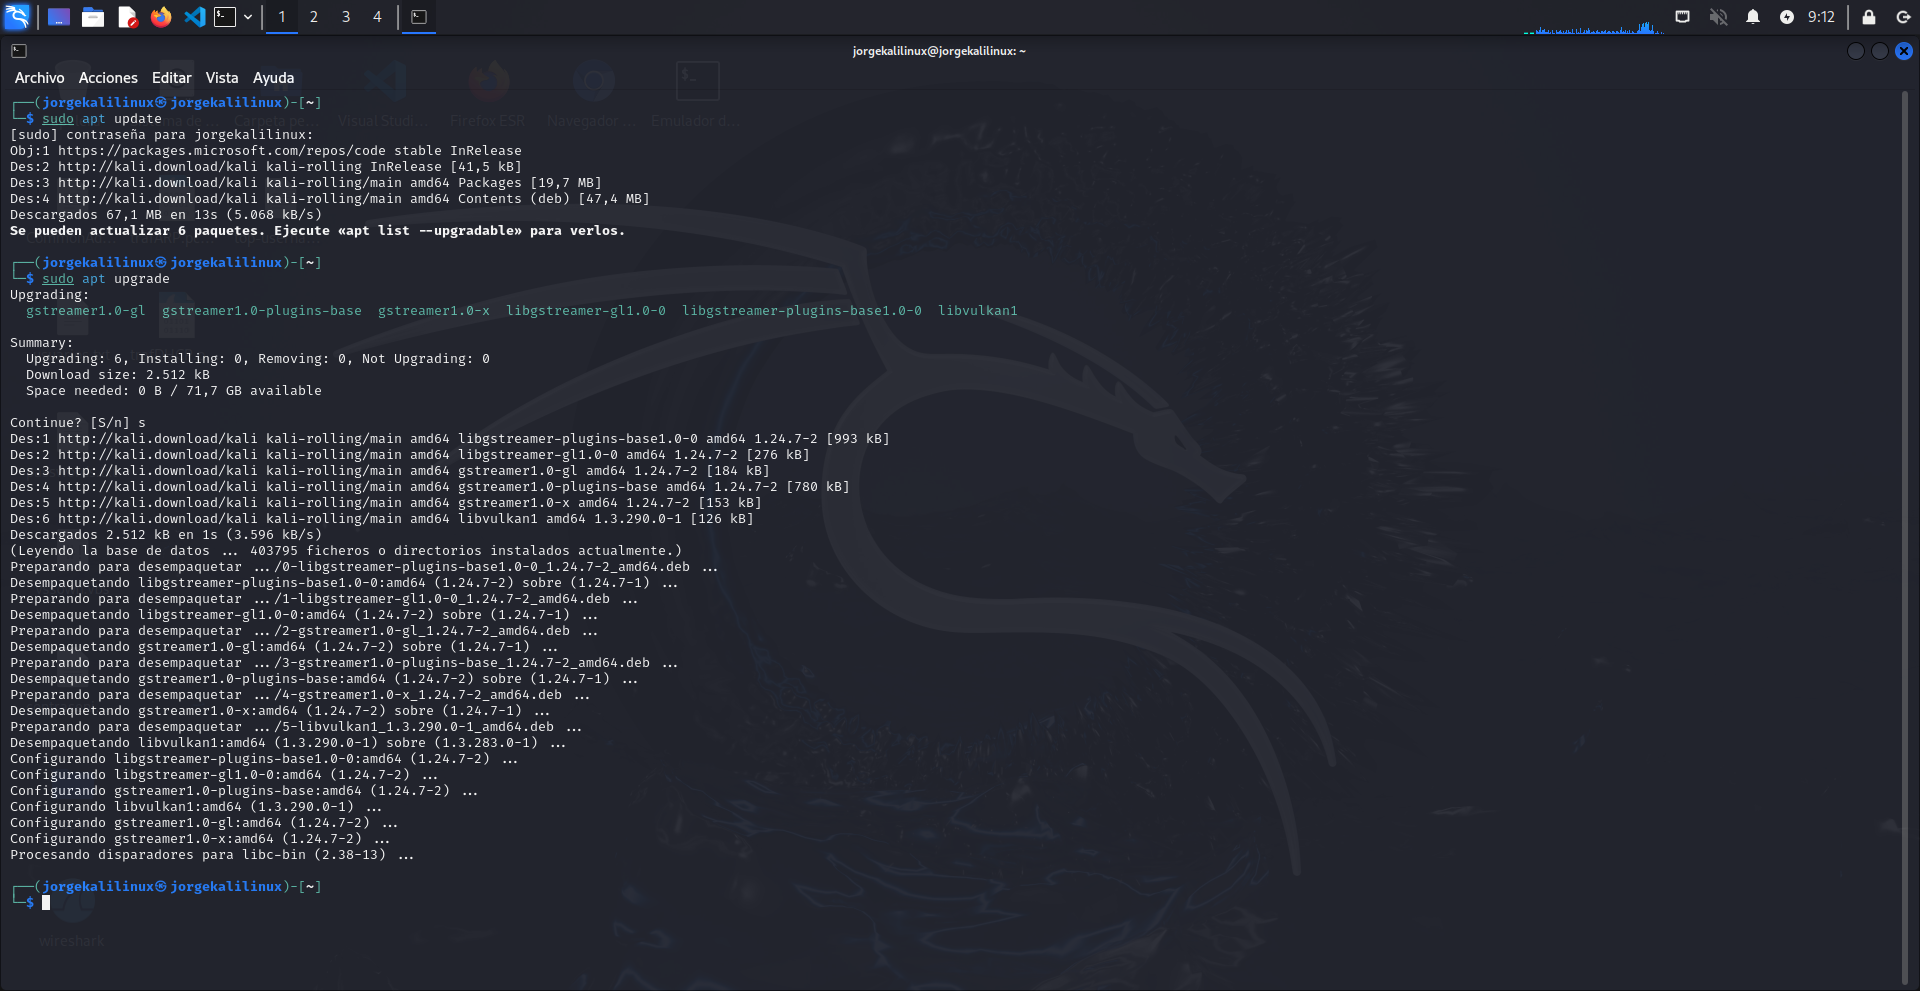 1 2 3 4 9:12
jorgekalilinux@jorgekalilinux: ~
Archivo Acciones Editar Vista Ayuda
┌──(jorgekalilinux㉿jorgekalilinux)-[~]
└─$ sudo apt update
[sudo] contraseña para jorgekalilinux:
Obj:1 https://packages.microsoft.com/repos/code stable InRelease
Des:2 http://kali.download/kali kali-rolling InRelease [41,5 kB]
Des:3 http://kali.download/kali kali-rolling/main amd64 Packages [19,7 MB]
Des:4 http://kali.download/kali kali-rolling/main amd64 Contents (deb) [47,4 MB]
Descargados 67,1 MB en 13s (5.068 kB/s)
Se pueden actualizar 6 paquetes. Ejecute «apt list --upgradable» para verlos.
┌──(jorgekalilinux㉿jorgekalilinux)-[~]
└─$ sudo apt upgrade
Upgrading:
gstreamer1.0-gl gstreamer1.0-plugins-base gstreamer1.0-x libgstreamer-gl1.0-0 libgstreamer-plugins-base1.0-0 libvulkan1
Summary:
Upgrading: 6, Installing: 0, Removing: 0, Not Upgrading: 0
Download size: 2.512 kB
Space needed: 0 B / 71,7 GB available
Continue? [S/n] s
Des:1 http://kali.download/kali kali-rolling/main amd64 libgstreamer-plugins-base1.0-0 amd64 1.24.7-2 [993 kB]
Des:2 http://kali.download/kali kali-rolling/main amd64 libgstreamer-gl1.0-0 amd64 1.24.7-2 [276 kB]
Des:3 http://kali.download/kali kali-rolling/main amd64 gstreamer1.0-gl amd64 1.24.7-2 [184 kB]
Des:4 http://kali.download/kali kali-rolling/main amd64 gstreamer1.0-plugins-base amd64 1.24.7-2 [780 kB]
Des:5 http://kali.download/kali kali-rolling/main amd64 gstreamer1.0-x amd64 1.24.7-2 [153 kB]
Des:6 http://kali.download/kali kali-rolling/main amd64 libvulkan1 amd64 1.3.290.0-1 [126 kB]
Descargados 2.512 kB en 1s (3.596 kB/s)
(Leyendo la base de datos ... 403795 ficheros o directorios instalados actualmente.)
Preparando para desempaquetar .../0-libgstreamer-plugins-base1.0-0_1.24.7-2_amd64.deb ...
Desempaquetando libgstreamer-plugins-base1.0-0:amd64 (1.24.7-2) sobre (1.24.7-1) ...
Preparando para desempaquetar .../1-libgstreamer-gl1.0-0_1.24.7-2_amd64.deb ...
Desempaquetando libgstreamer-gl1.0-0:amd64 (1.24.7-2) sobre (1.24.7-1) ...
Preparando para desempaquetar .../2-gstreamer1.0-gl_1.24.7-2_amd64.deb ...
Desempaquetando gstreamer1.0-gl:amd64 (1.24.7-2) sobre (1.24.7-1) ...
Preparando para desempaquetar .../3-gstreamer1.0-plugins-base_1.24.7-2_amd64.deb ...
Desempaquetando gstreamer1.0-plugins-base:amd64 (1.24.7-2) sobre (1.24.7-1) ...
Preparando para desempaquetar .../4-gstreamer1.0-x_1.24.7-2_amd64.deb ...
Desempaquetando gstreamer1.0-x:amd64 (1.24.7-2) sobre (1.24.7-1) ...
Preparando para desempaquetar .../5-libvulkan1_1.3.290.0-1_amd64.deb ...
Desempaquetando libvulkan1:amd64 (1.3.290.0-1) sobre (1.3.283.0-1) ...
Configurando libgstreamer-plugins-base1.0-0:amd64 (1.24.7-2) ...
Configurando libgstreamer-gl1.0-0:amd64 (1.24.7-2) ...
Configurando gstreamer1.0-plugins-base:amd64 (1.24.7-2) ...
Configurando libvulkan1:amd64 (1.3.290.0-1) ...
Configurando gstreamer1.0-gl:amd64 (1.24.7-2) ...
Configurando gstreamer1.0-x:amd64 (1.24.7-2) ...
Procesando disparadores para libc-bin (2.38-13) ...
┌──(jorgekalilinux㉿jorgekalilinux)-[~]
└─$
Carpeta pe... Visual Studi... Firefox ESR Navegador ... Emulador d...
wireshark